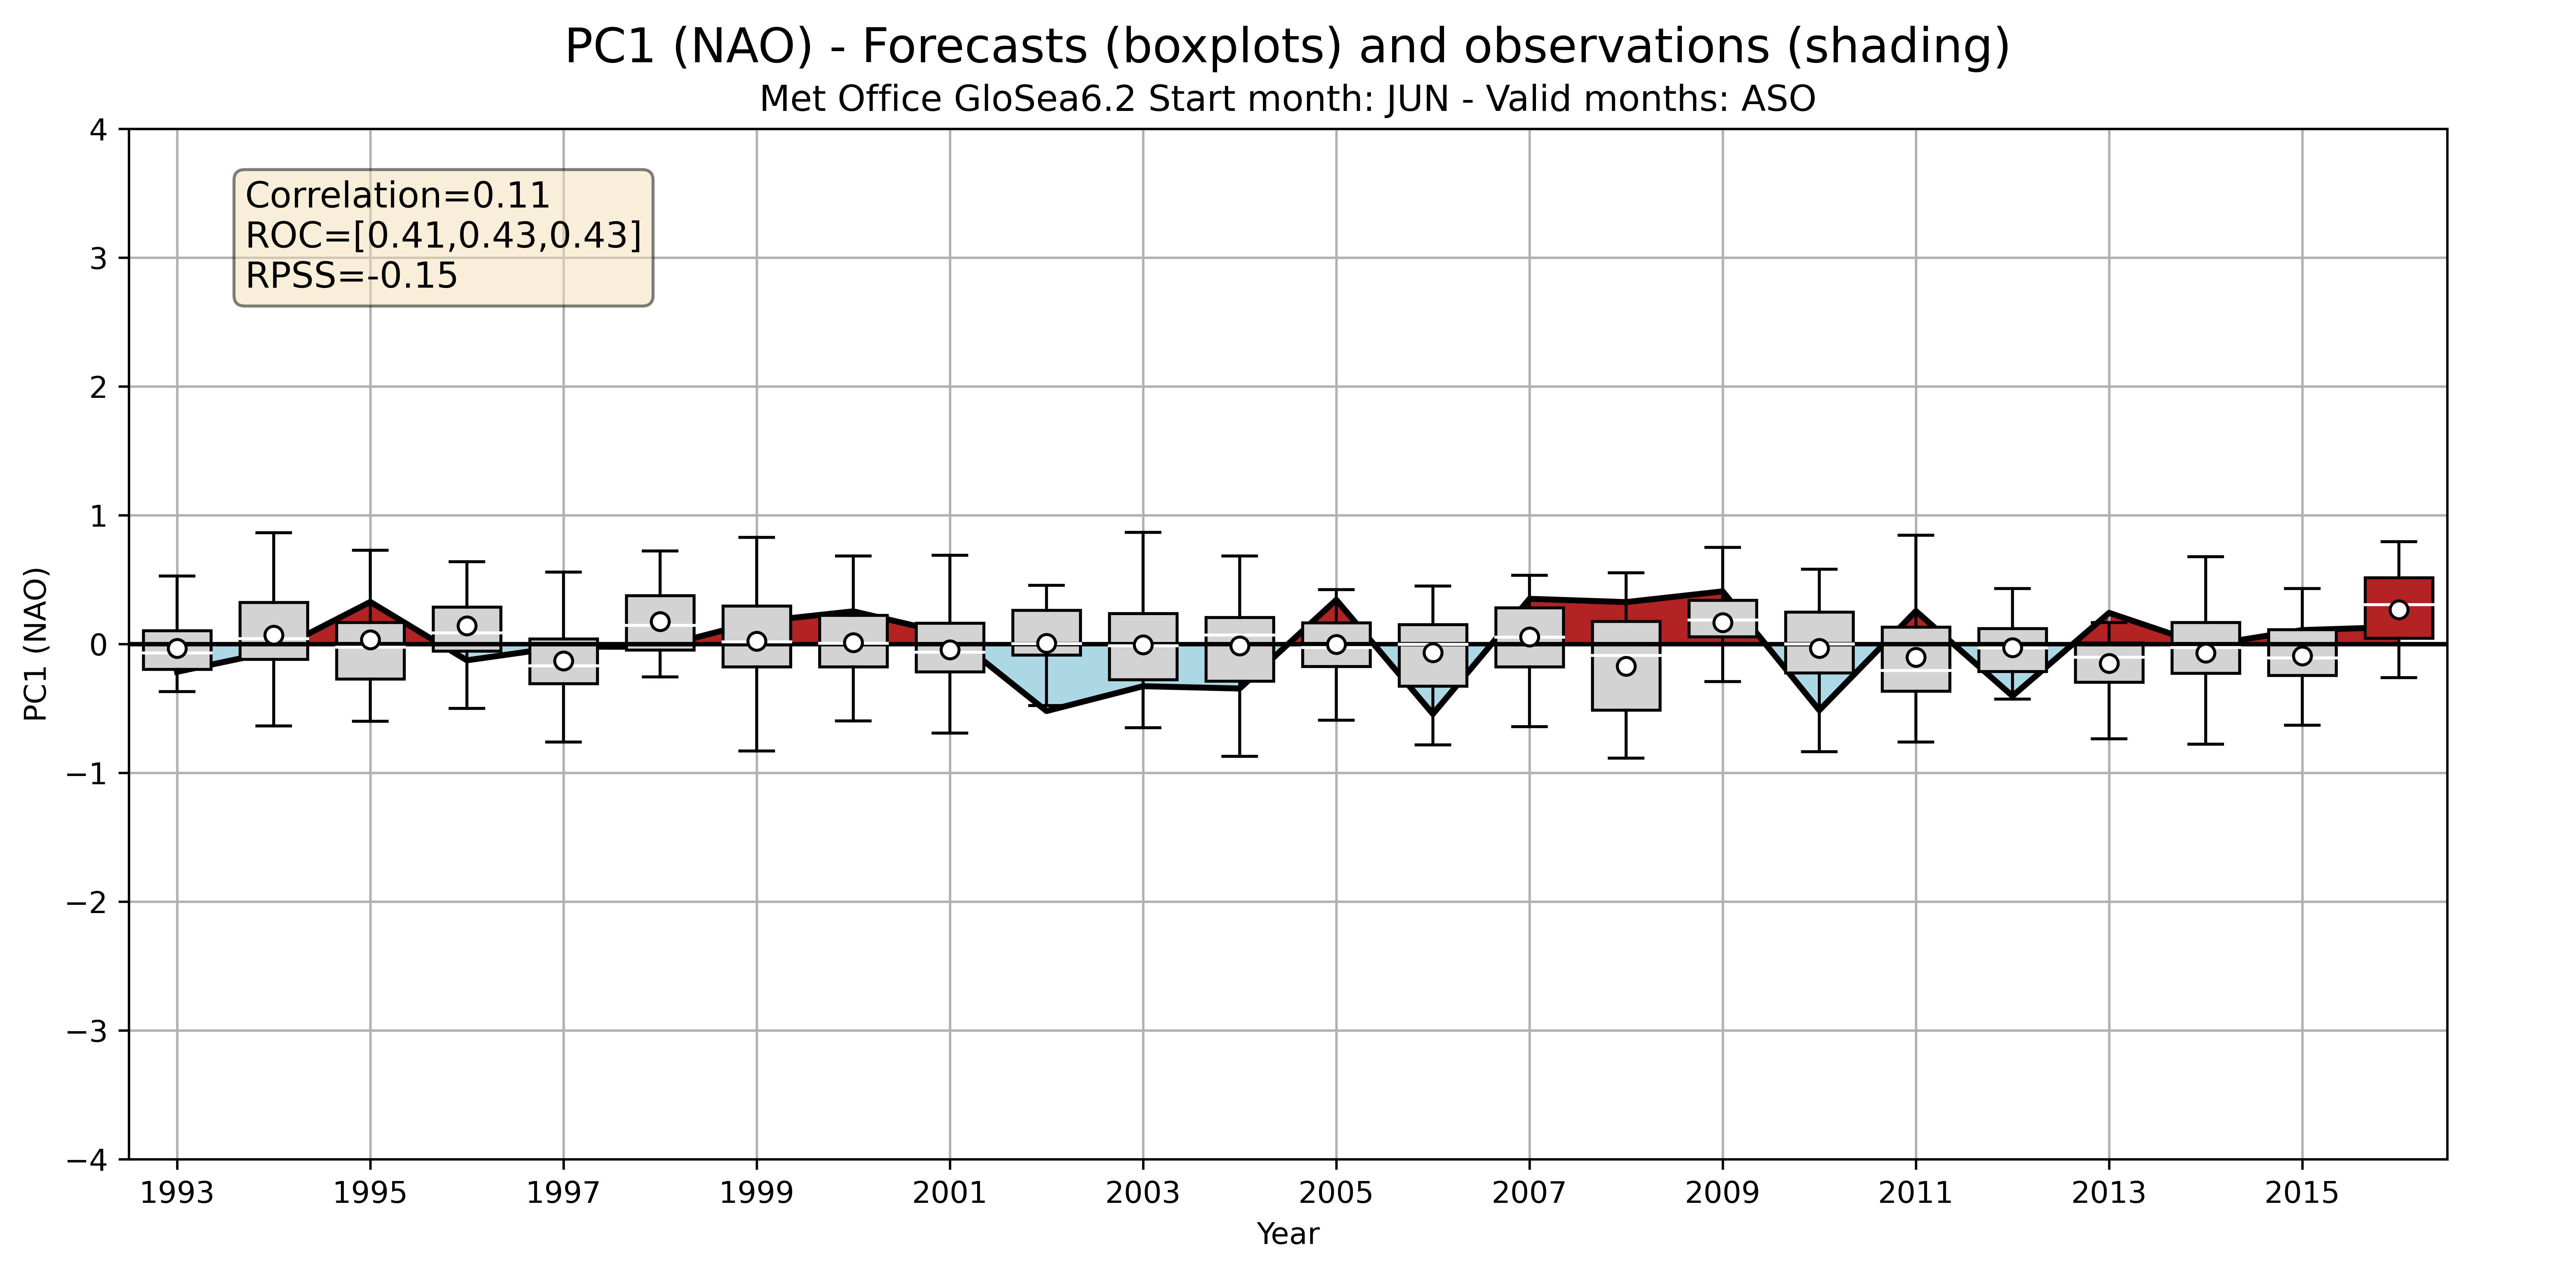 PC1 (NAO) - Forecasts (boxplots) and observations (shading)
Met Office GloSea6.2 Start month: JUN - Valid months: ASO
Correlation=0.11
ROC=[0.41,0.43,0.43]
RPSS=-0.15
PC1 (NAO)
4
3
2
1
0
−1
−2
−3
−4
1993 1995 1997 1999 2001 2003 2005 2007 2009 2011 2013 2015
Year